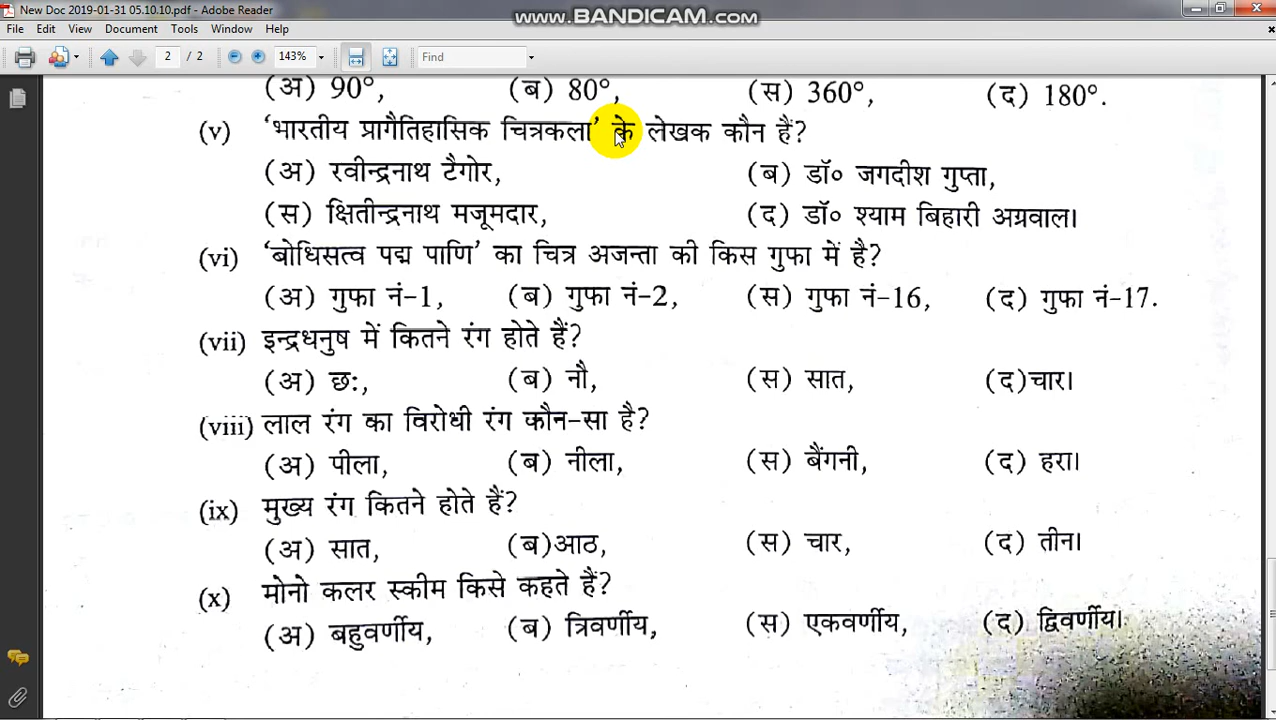 New Doc 2019-01-31 05.10.10.pdf - Adobe Reader
WWW.BANDICAM.COM
File Edit View Document Tools Window Help
2 / 2 143% Find
(अ) 90°, (ब) 80°, (स) 360°, (द) 180°.
(v) 'भारतीय प्रागैतिहासिक चित्रकला' के लेखक कौन हैं?
(अ) रवीन्द्रनाथ टैगोर, (ब) डॉ० जगदीश गुप्ता,
(स) क्षितीन्द्रनाथ मजूमदार, (द) डॉ० श्याम बिहारी अग्रवाल।
(vi) 'बोधिसत्व पद्म पाणि' का चित्र अजन्ता की किस गुफा में है?
(अ) गुफा नं-1, (ब) गुफा नं-2, (स) गुफा नं-16, (द) गुफा नं-17.
(vii) इन्द्रधनुष में कितने रंग होते हैं?
(अ) छः, (ब) नौ, (स) सात, (द)चार।
(viii) लाल रंग का विरोधी रंग कौन-सा है?
(अ) पीला, (ब) नीला, (स) बैंगनी, (द) हरा।
(ix) मुख्य रंग कितने होते हैं?
(अ) सात, (ब)आठ, (स) चार, (द) तीन।
(x) मोनो कलर स्कीम किसे कहते हैं?
(अ) बहुवर्णीय, (ब) त्रिवर्णीय, (स) एकवर्णीय, (द) द्विवर्णीय।